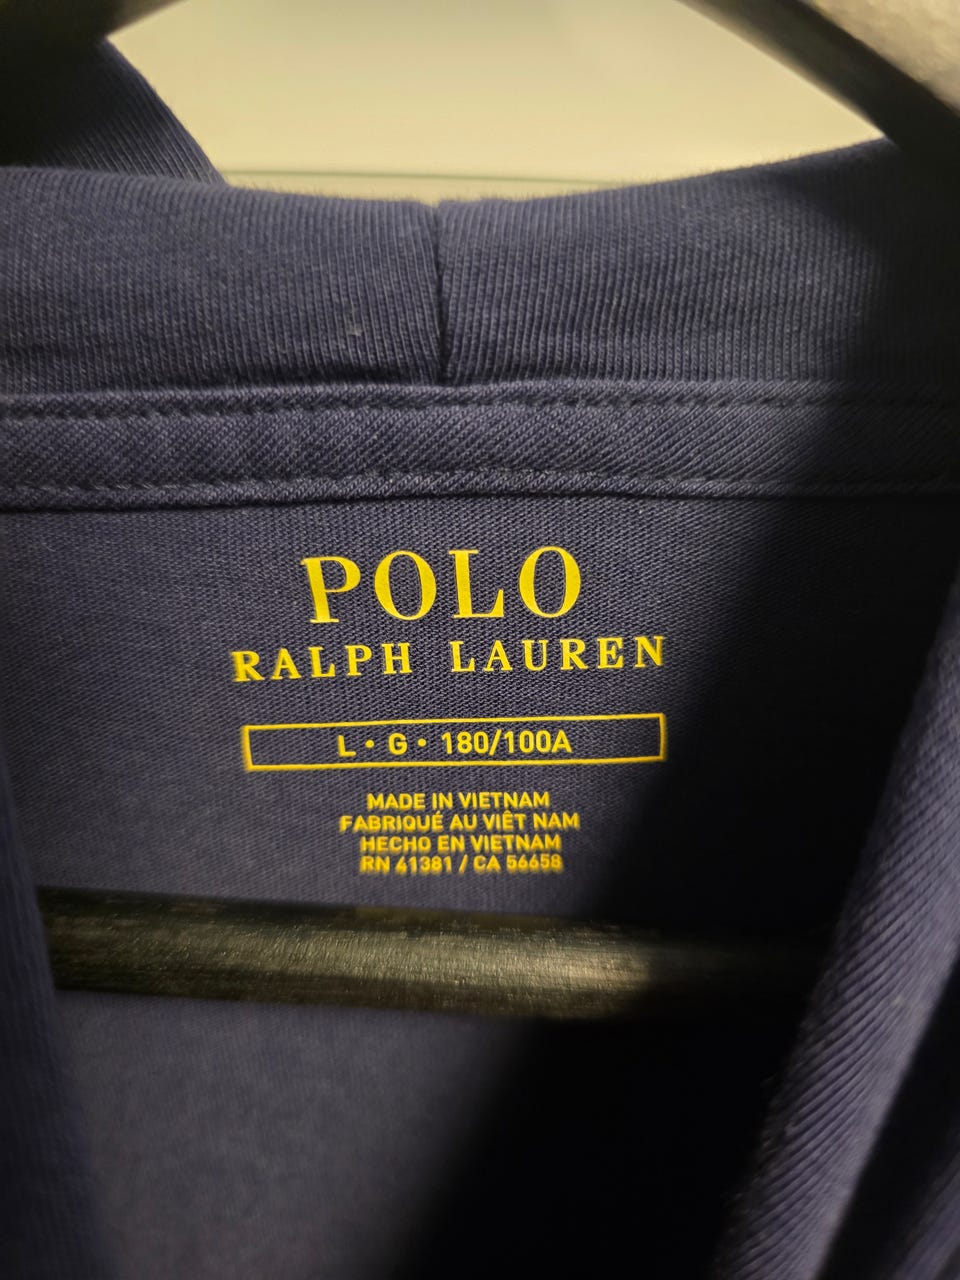 POLO
RALPH LAUREN
L • G • 180/100A
MADE IN VIETNAM
FABRIQUÉ AU VIÊT NAM
HECHO EN VIETNAM
RN 41381 / CA 56658